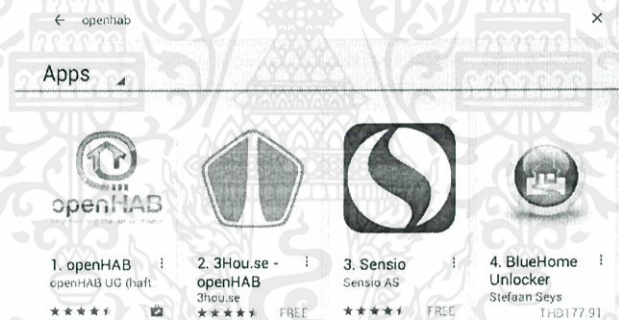 openhab
Apps
openHAB
1. openHAB
openHAB UG (haft
2. 3Hou.se -
openHAB
3hou.se
FREE
3. Sensio
Sensio AS
FREE
4. BlueHome
Unlocker
Stefaan Seys
THB177.91